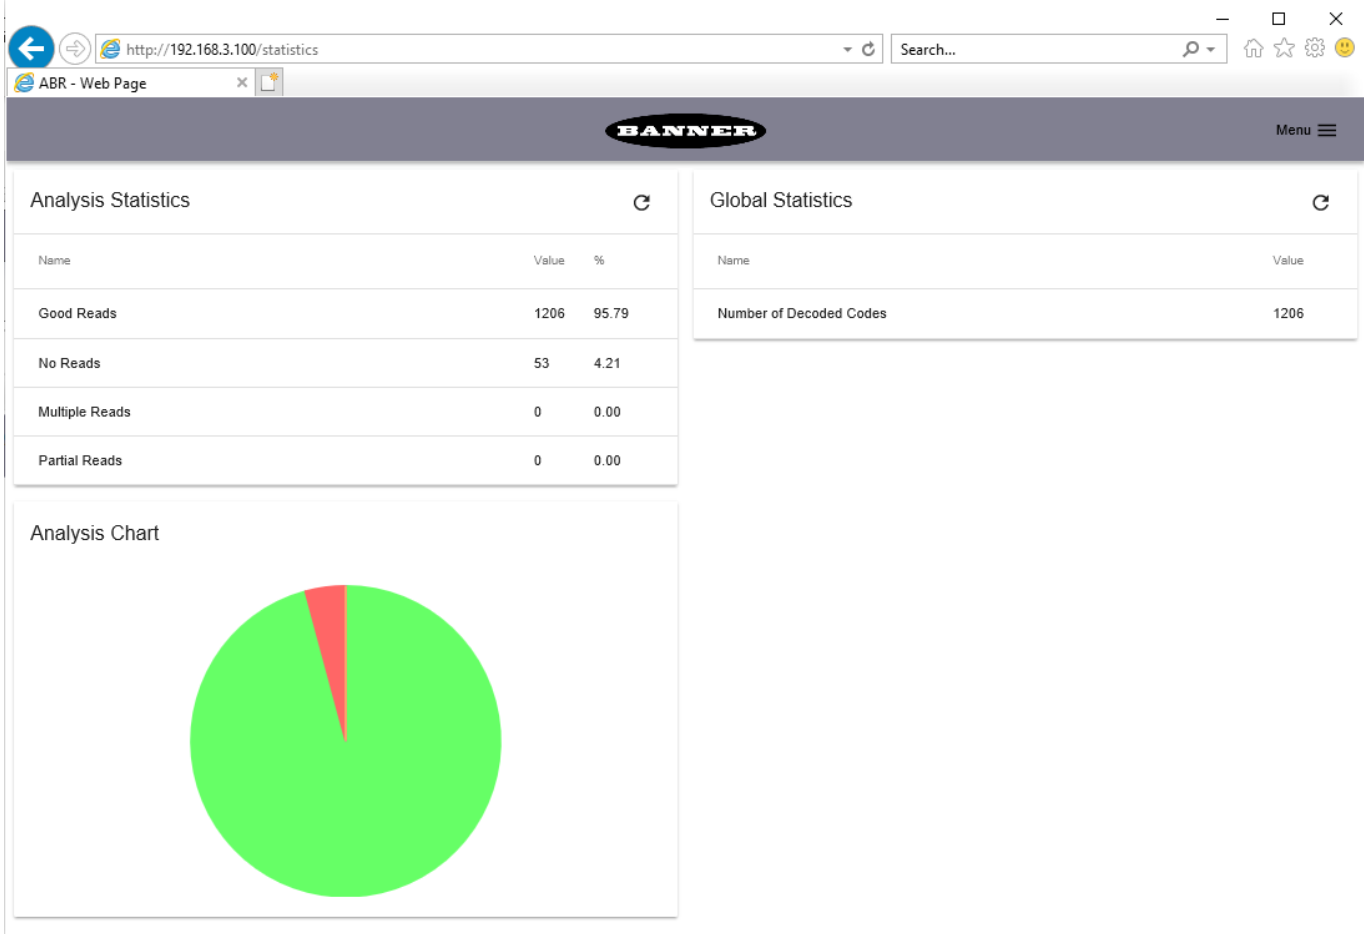 http://192.168.3.100/statistics
Search...
ABR - Web Page
BANNER
Menu
Analysis Statistics
Name Value %
Good Reads 1206 95.79
No Reads 53 4.21
Multiple Reads 0 0.00
Partial Reads 0 0.00
Global Statistics
Name Value
Number of Decoded Codes 1206
Analysis Chart